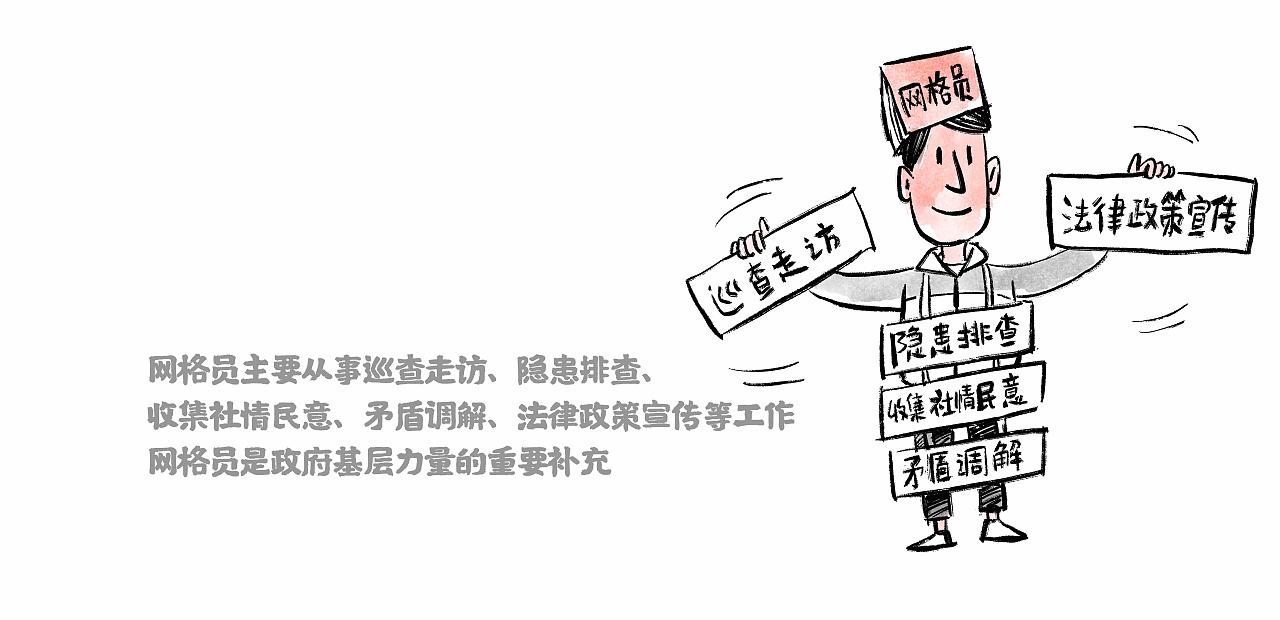 网格员
巡查走访
法律政策宣传
隐患排查
收集社情民意
矛盾调解
网格员主要从事巡查走访、隐患排查、
收集社情民意、矛盾调解、法律政策宣传等工作
网格员是政府基层力量的重要补充